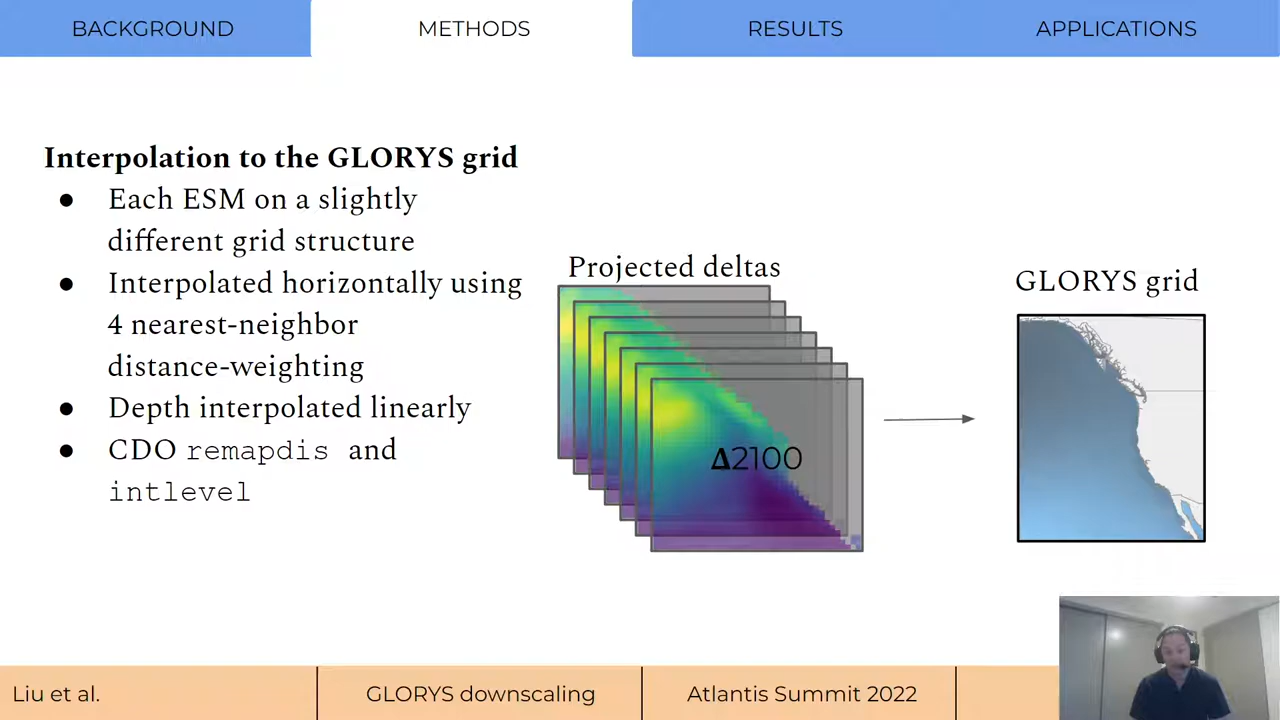 BACKGROUND
METHODS
RESULTS
APPLICATIONS
Interpolation to the GLORYS grid
● Each ESM on a slightly
different grid structure
● Interpolated horizontally using
4 nearest-neighbor
distance-weighting
● Depth interpolated linearly
● CDO remapdis and
intlevel
Projected deltas
Δ2100
GLORYS grid
Liu et al.
GLORYS downscaling
Atlantis Summit 2022